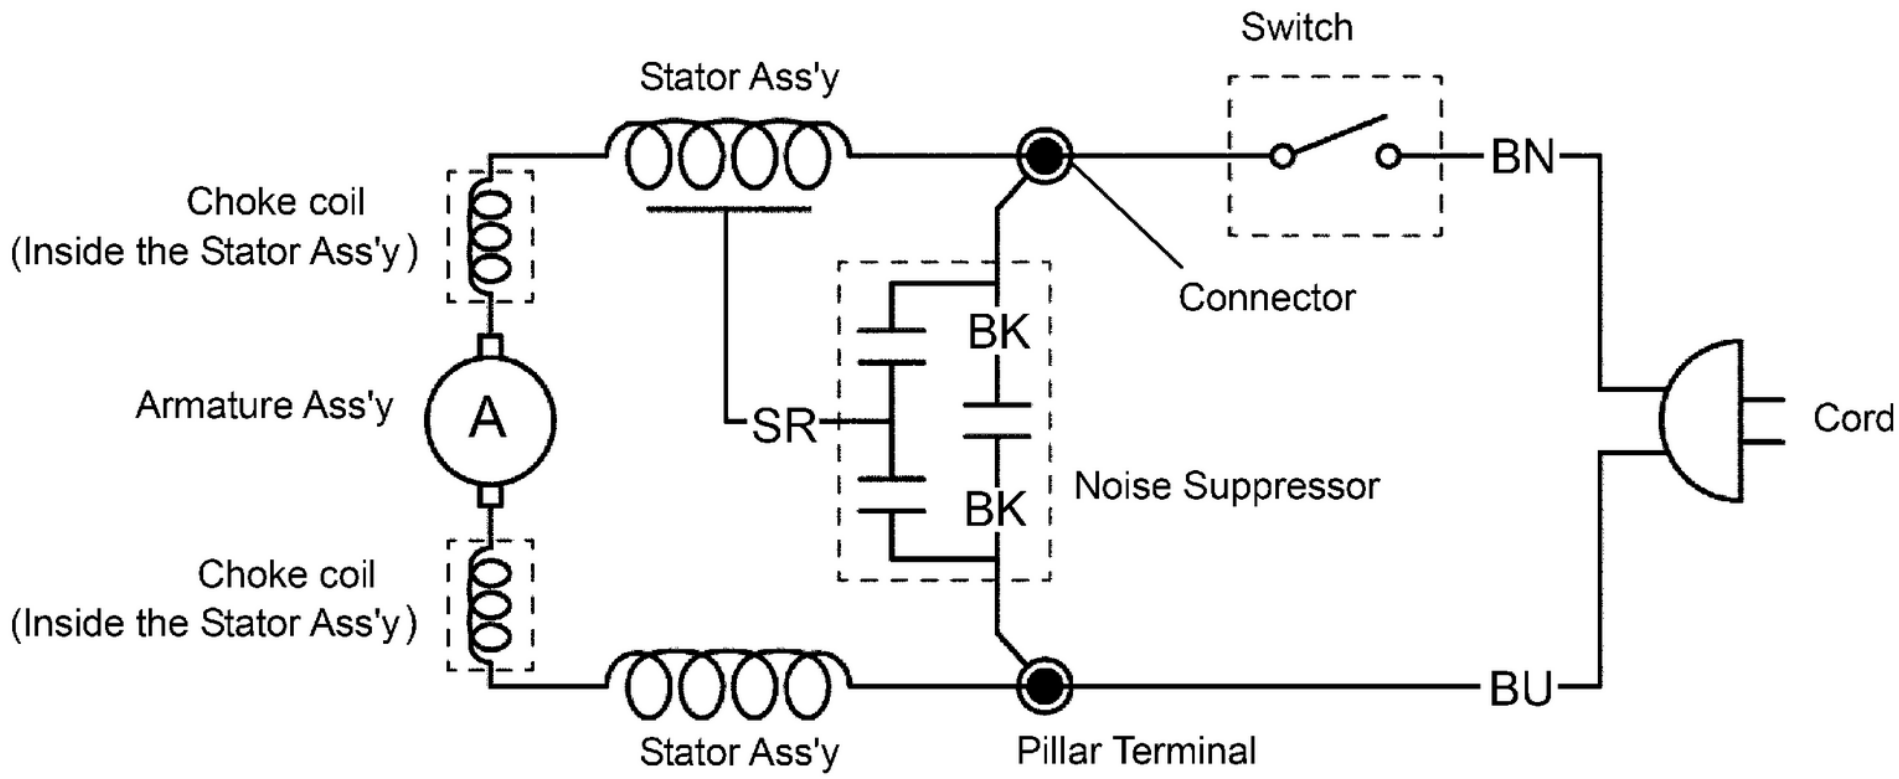 Switch
Stator Ass'y
BN
Choke coil
(Inside the Stator Ass'y)
Connector
BK
Armature Ass'y
A
SR
Cord
Noise Suppressor
BK
Choke coil
(Inside the Stator Ass'y)
BU
Stator Ass'y
Pillar Terminal